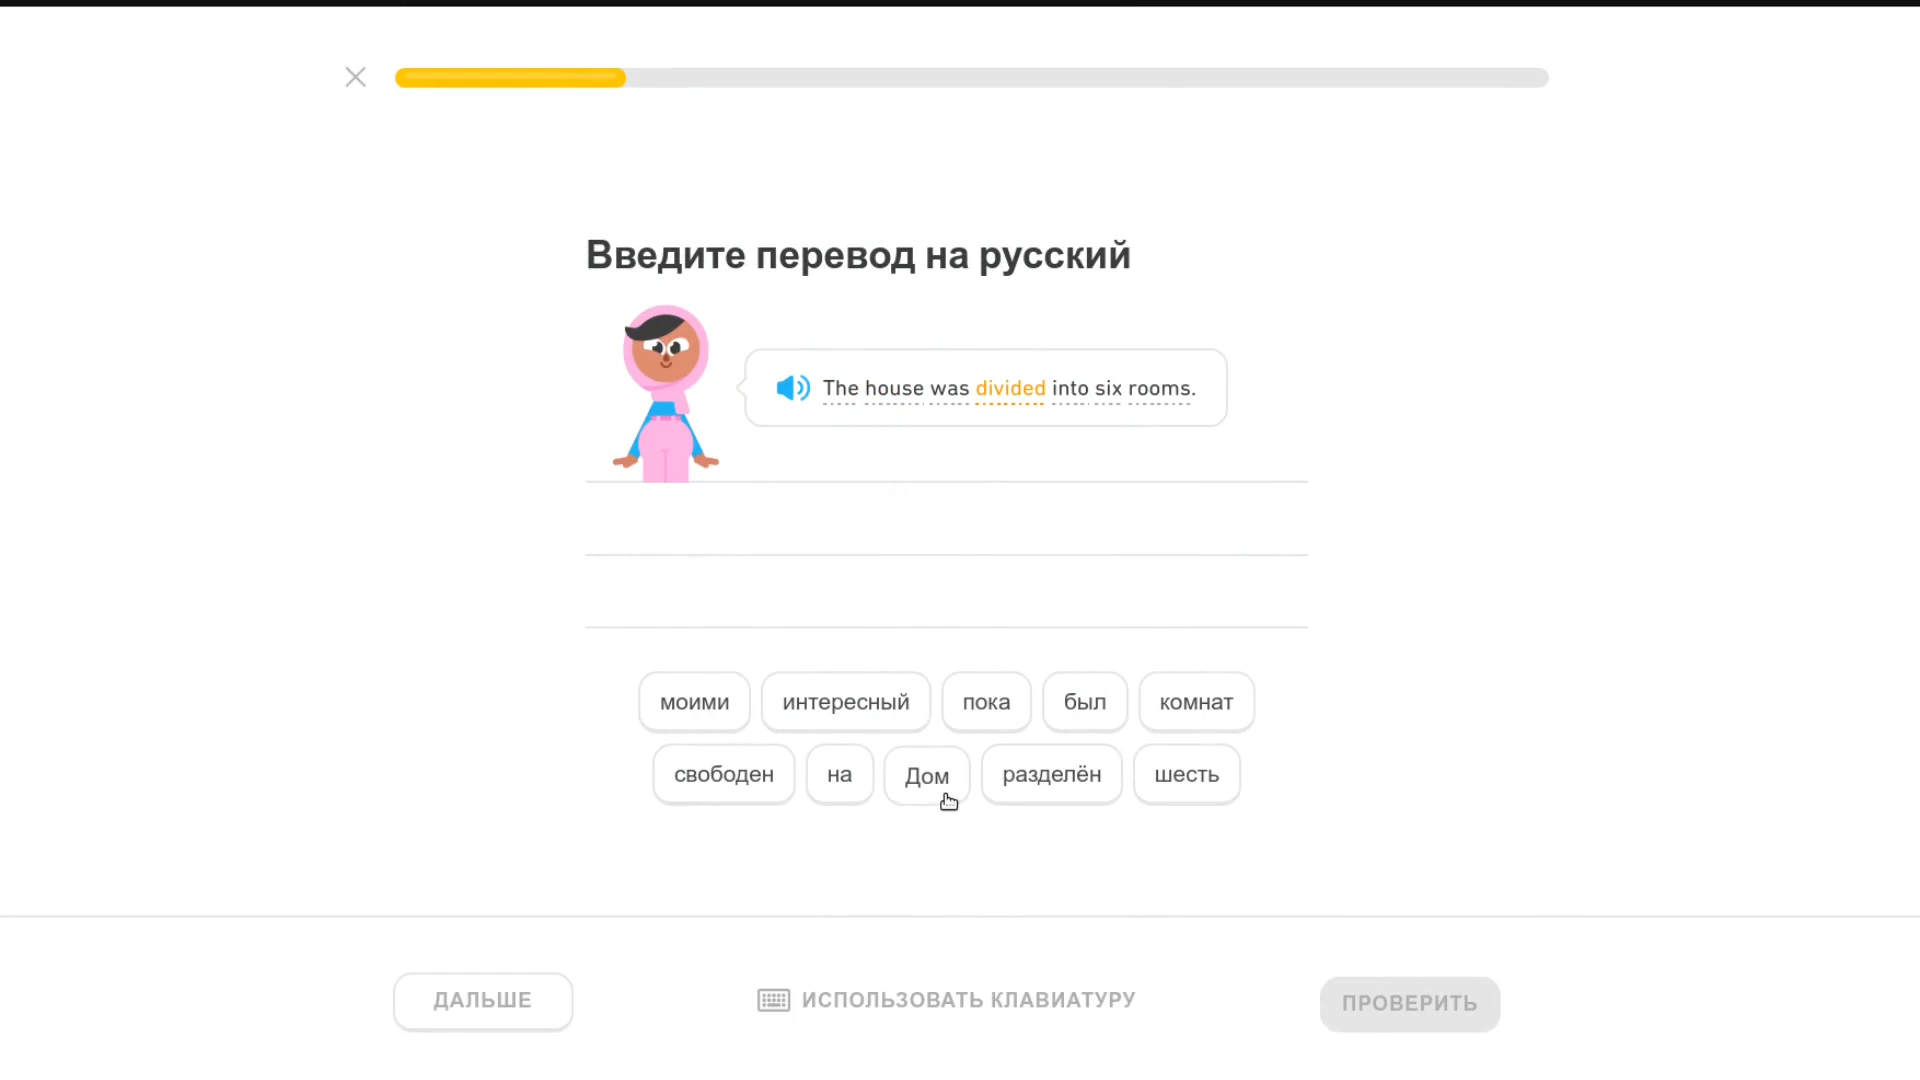 Введите перевод на русский
The house was divided into six rooms.
моими интересный пока был комнат
свободен на Дом разделён шесть
ДАЛЬШЕ ИСПОЛЬЗОВАТЬ КЛАВИАТУРУ ПРОВЕРИТЬ